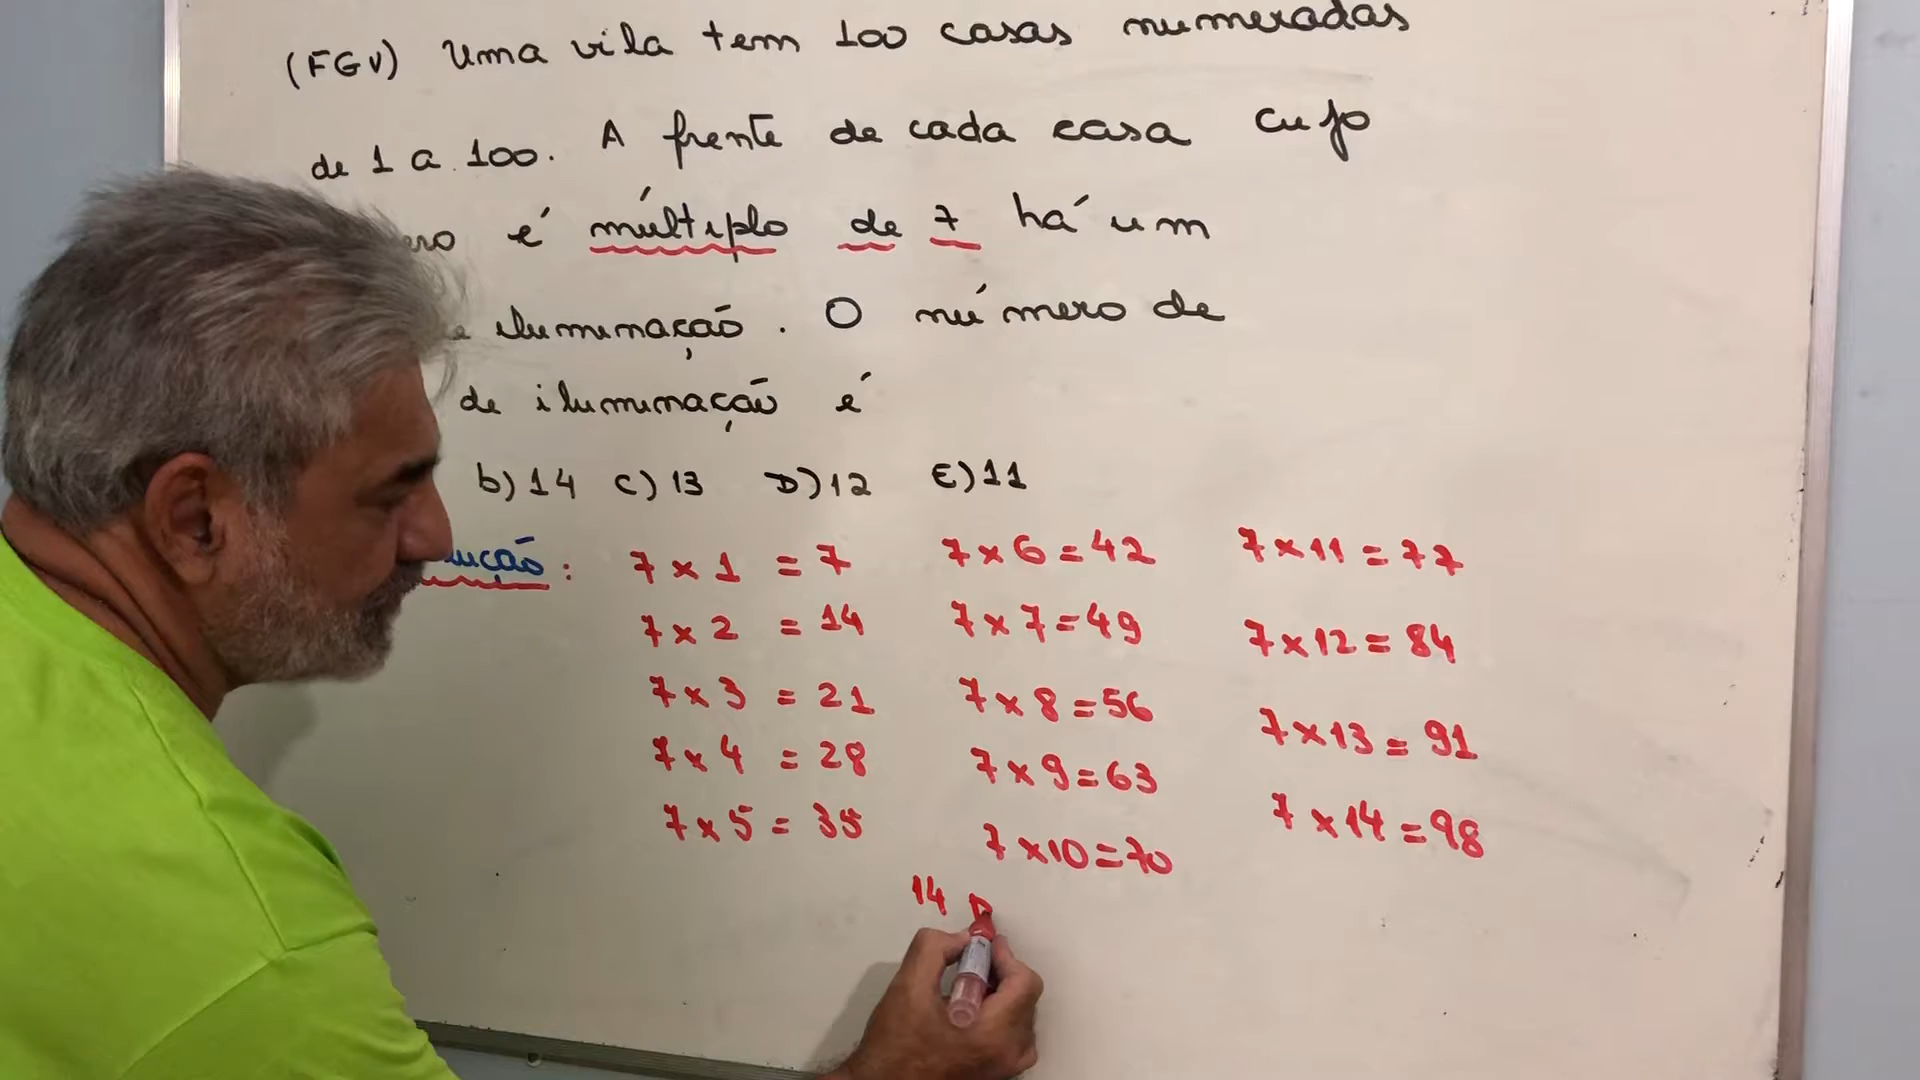 (FGV) Uma vila tem 100 casas numeradas
de 1 a 100. A frente de cada casa cujo
é múltiplo de 7 há um
iluminação. O número de
de iluminação é
b) 14 c) 13 D) 12 E) 11
: 7 x 1 = 7 7 x 6 = 42 7 x 11 = 77
7 x 2 = 14 7 x 7 = 49 7 x 12 = 84
7 x 3 = 21 7 x 8 = 56 7 x 13 = 91
7 x 4 = 28 7 x 9 = 63 7 x 14 = 98
7 x 5 = 35 7 x 10 = 70
14